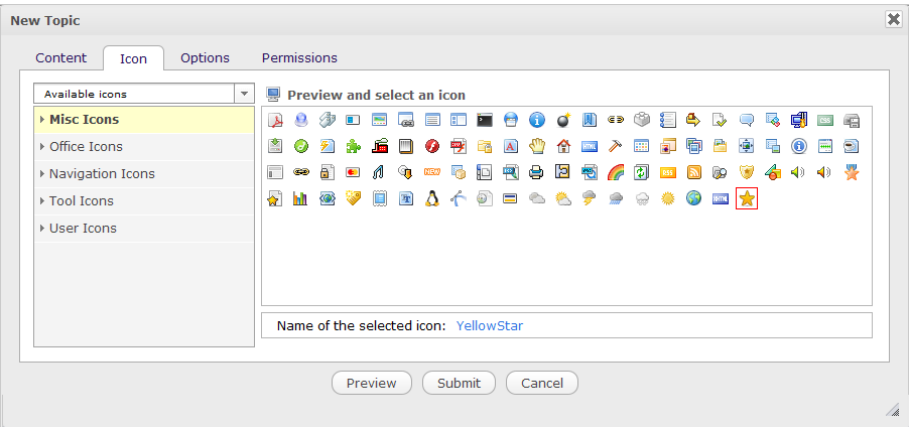 New Topic
Content Icon Options Permissions
Available icons
Preview and select an icon
Misc Icons
Office Icons
Navigation Icons
Tool Icons
User Icons
NEW
Name of the selected icon: YellowStar
Preview Submit Cancel